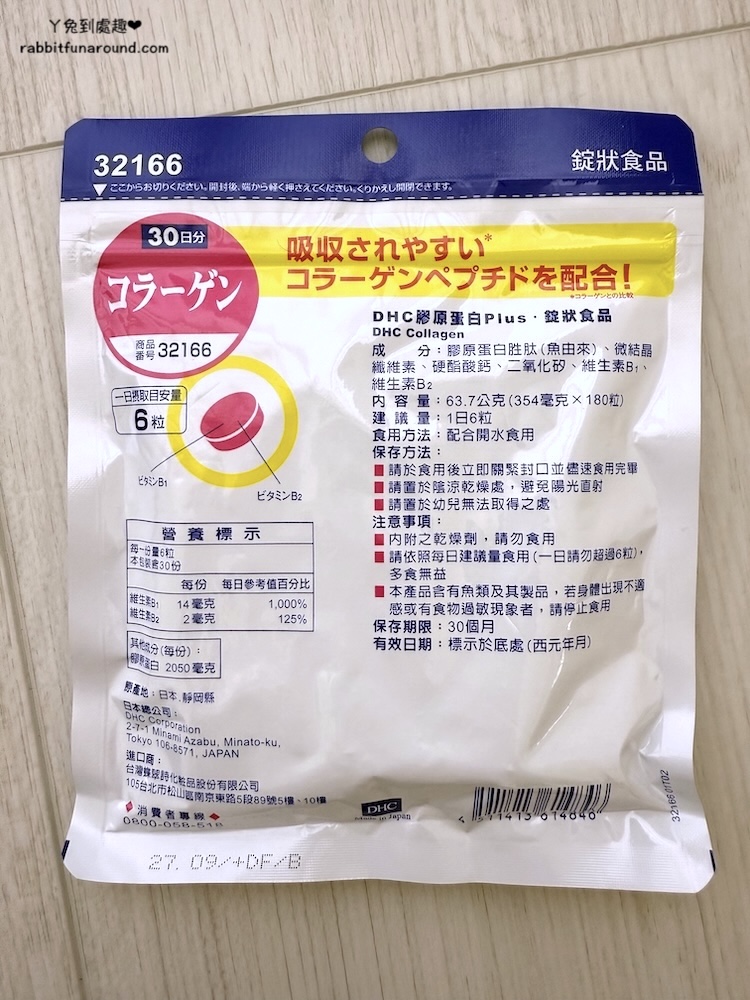 ㄚ兔到處趣❤
rabbitfunaround.com
32166
錠狀食品
▼ここからお切りください。開封後、端から軽く押さえてください。くりかえし開閉できます。
30日分
コラーゲン
商品
番号 32166
吸収されやすい*
コラーゲンペプチドを配合!
*コラーゲンとの比較
一日摂取目安量
6粒
ビタミンB1
ビタミンB2
DHC膠原蛋白Plus・錠狀食品
DHC Collagen
成 分：膠原蛋白胜肽(魚由來)、微結晶
纖維素、硬酯酸鈣、二氧化矽、維生素B1、
維生素B2
內 容 量：63.7公克(354毫克×180粒)
建 議 量：1日6粒
食用方法：配合開水食用
保存方法：
■請於食用後立即關緊封口並儘速食用完畢
■請置於陰涼乾燥處，避免陽光直射
■請置於幼兒無法取得之處
注意事項：
■內附之乾燥劑，請勿食用
■請依照每日建議量食用(一日請勿超過6粒)，
多食無益
■本產品含有魚類及其製品，若身體出現不適
感或有食物過敏現象者，請停止食用
保存期限：30個月
有效日期：標示於底處(西元年月)
營養標示
每一份量6粒
本包裝含30份
每份 每日參考值百分比
維生素B1 14毫克 1,000%
維生素B2 2毫克 125%
其他成分(每份)：
膠原蛋白 2050毫克
原產地：日本.靜岡縣
日本總公司：
DHC Corporation
2-7-1 Minami Azabu, Minato-ku,
Tokyo 106-8571, JAPAN
進口商：
台灣蝶翠詩化粧品股份有限公司
105台北市松山區南京東路5段89號5樓、10樓
◆消費者專線◆
0800-058-518
DHC
Made in Japan
4 511413 614846
32166 01T02
27. 09/+DF/B